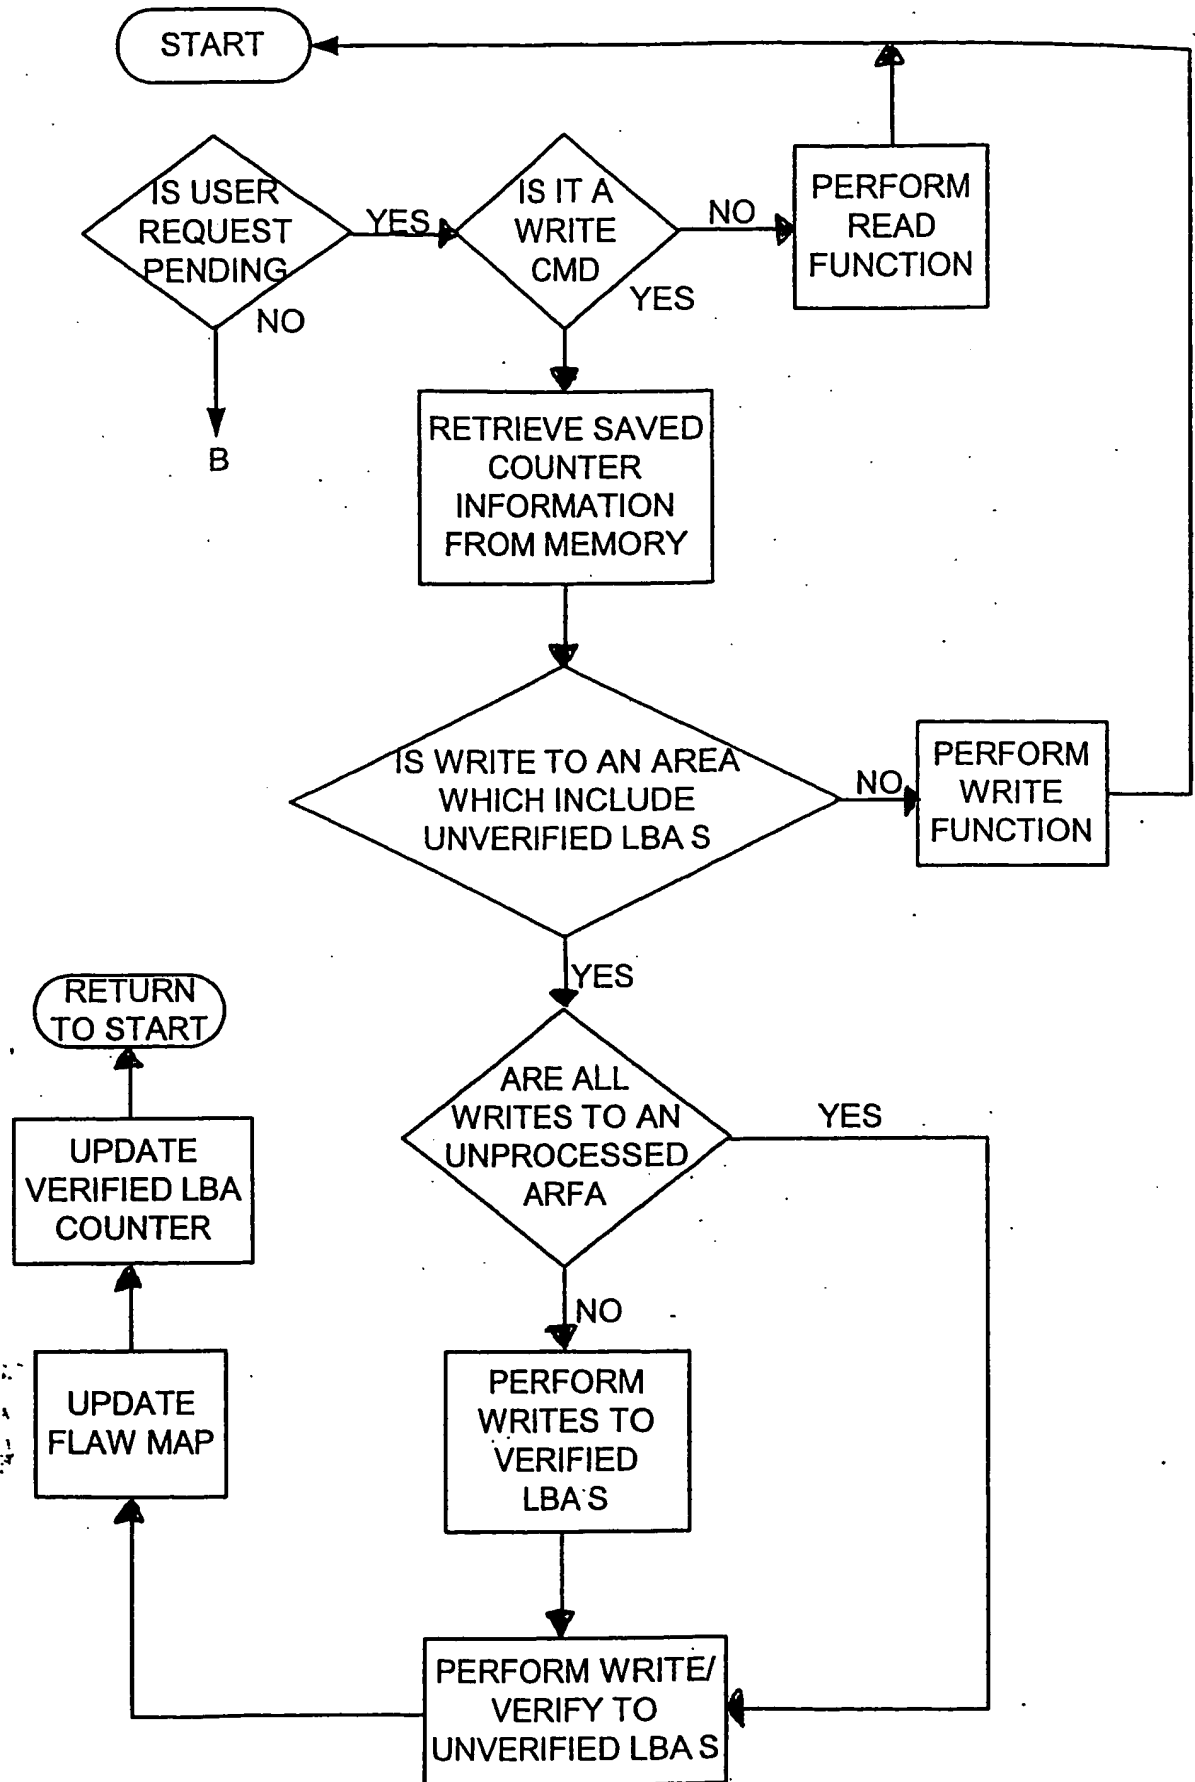 START
IS USER
REQUEST
PENDING
YES
NO
B
IS IT A
WRITE
CMD
NO
YES
PERFORM
READ
FUNCTION
RETRIEVE SAVED
COUNTER
INFORMATION
FROM MEMORY
IS WRITE TO AN AREA
WHICH INCLUDE
UNVERIFIED LBA S
NO
PERFORM
WRITE
FUNCTION
YES
ARE ALL
WRITES TO AN
UNPROCESSED
ARFA
YES
NO
PERFORM
WRITES TO
VERIFIED
LBA'S
PERFORM WRITE/
VERIFY TO
UNVERIFIED LBA S
UPDATE
FLAW MAP
UPDATE
VERIFIED LBA
COUNTER
RETURN
TO START